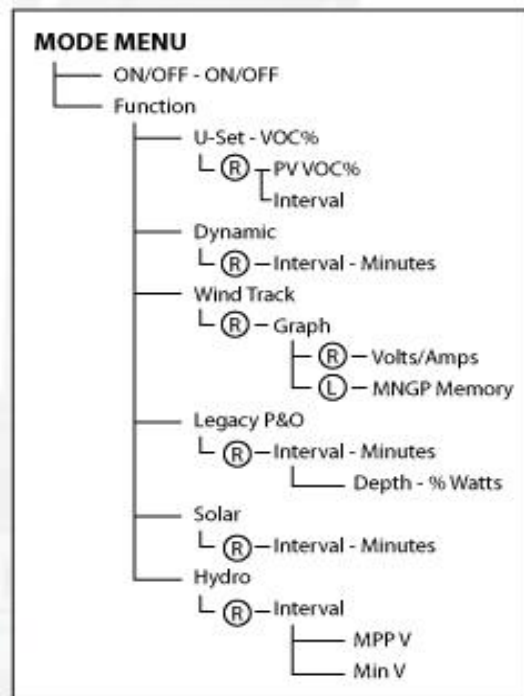 MODE MENU
ON/OFF - ON/OFF
Function
U-Set - VOC%
R PV VOC%
Interval
Dynamic
R Interval - Minutes
Wind Track
R Graph
R Volts/Amps
L MNGP Memory
Legacy P&O
R Interval - Minutes
Depth - % Watts
Solar
R Interval - Minutes
Hydro
R Interval
MPP V
Min V